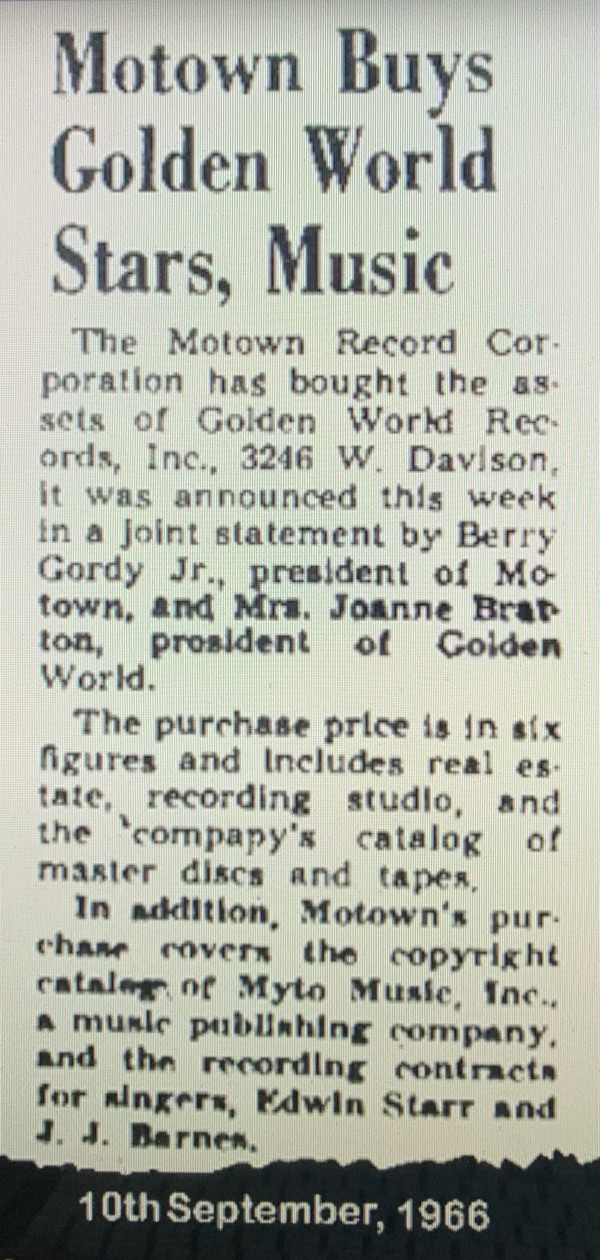 Motown Buys
Golden World
Stars, Music
The Motown Record Cor-
poration has bought the as-
sets of Golden World Rec-
ords, Inc., 3246 W. Davison,
it was announced this week
in a joint statement by Berry
Gordy Jr., president of Mo-
town, and Mrs. Joanne Brat-
ton, president of Golden
World.
The purchase price is in six
figures and includes real es-
tate, recording studio, and
the 'compapy's catalog of
master discs and tapes.
In addition, Motown's pur-
chase covers the copyright
catalog of Myto Music, Inc.,
a music publishing company,
and the recording contracts
for singers, Edwin Starr and
J. J. Barnes.
10th September, 1966